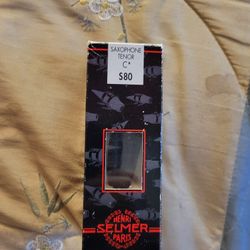 SAXOPHONE
TENOR
C*
S80
HENRI
SELMER
PARIS